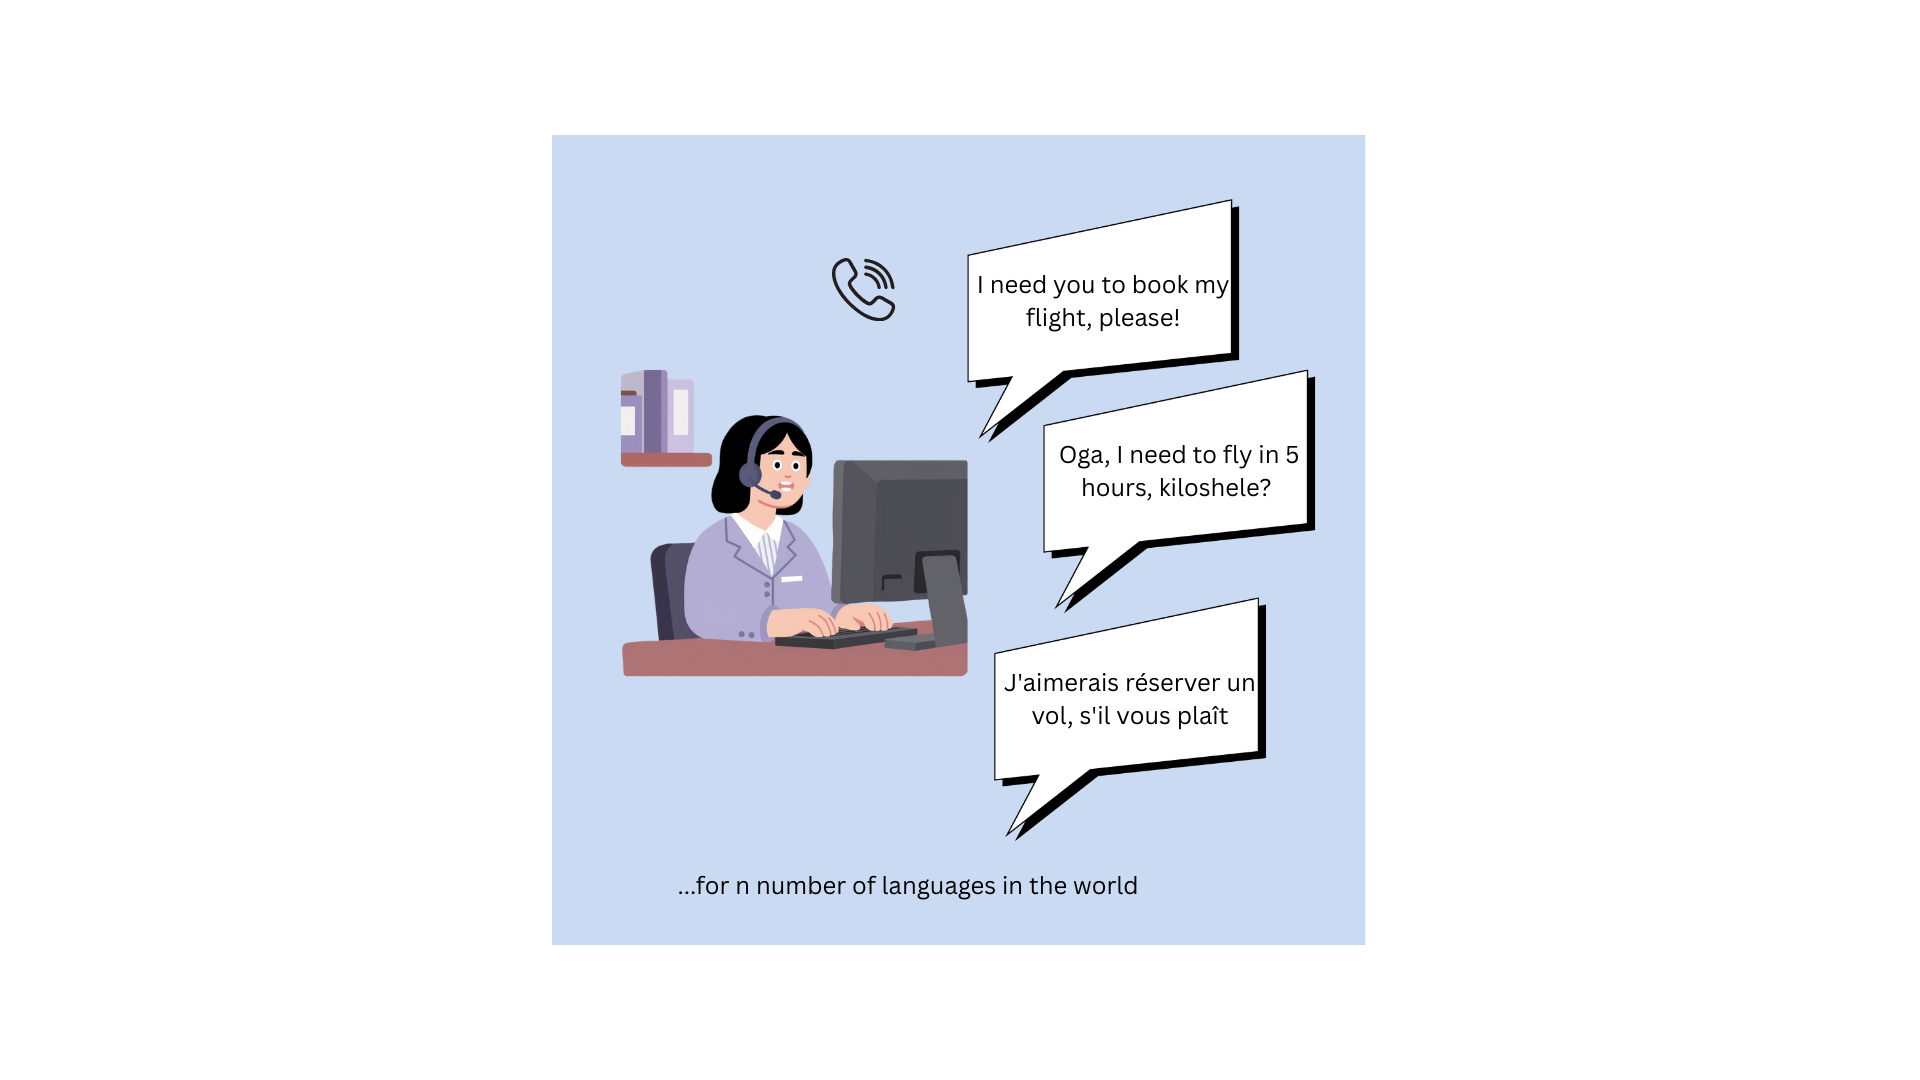 I need you to book my
flight, please!
Oga, I need to fly in 5
hours, kiloshele?
J'aimerais réserver un
vol, s'il vous plaît
...for n number of languages in the world